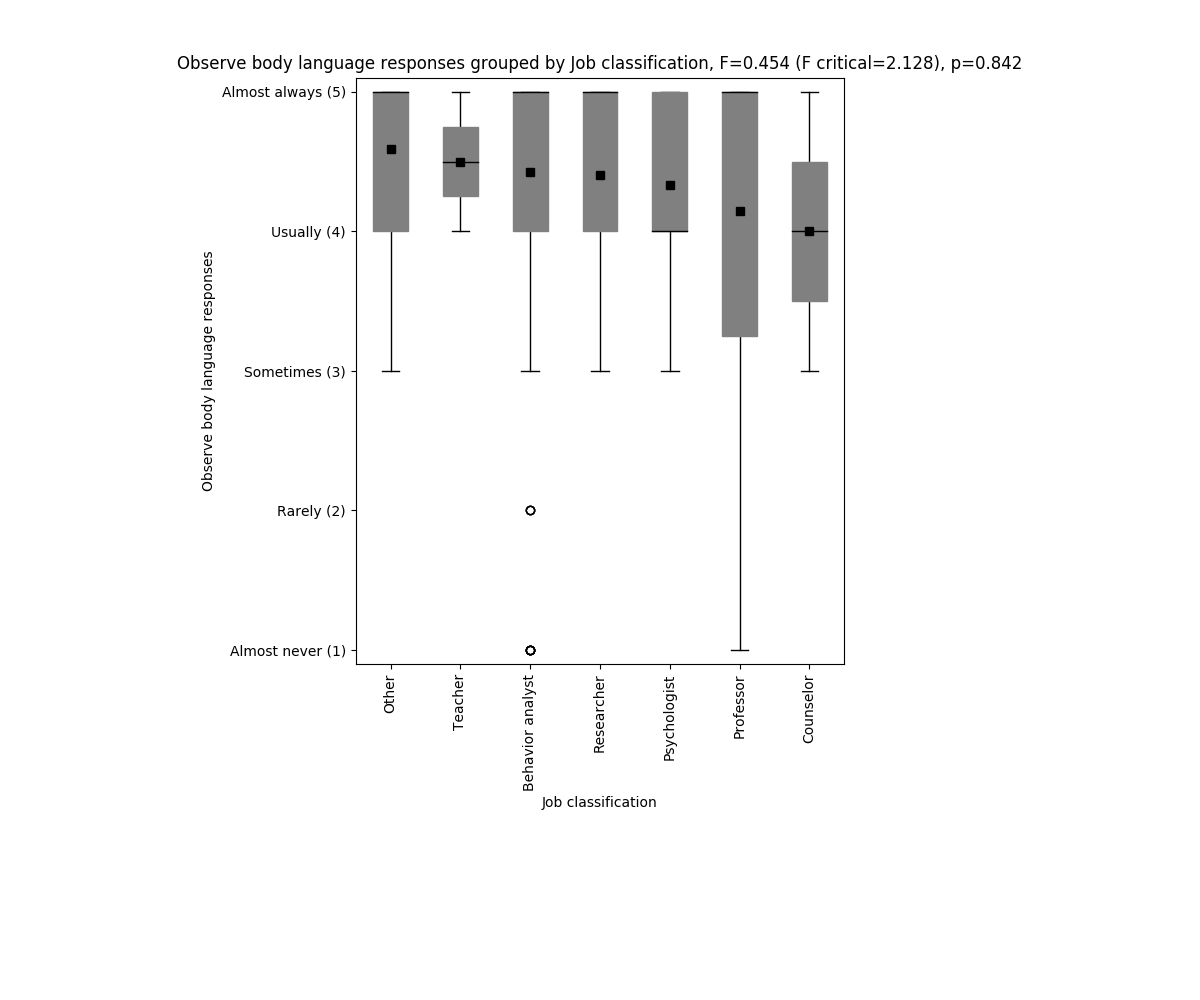 Observe body language responses grouped by Job classification, F=0.454 (F critical=2.128), p=0.842
Almost always (5)
Usually (4)
Sometimes (3)
Rarely (2)
Almost never (1)
Observe body language responses
Other
Teacher
Behavior analyst
Researcher
Psychologist
Professor
Counselor
Job classification